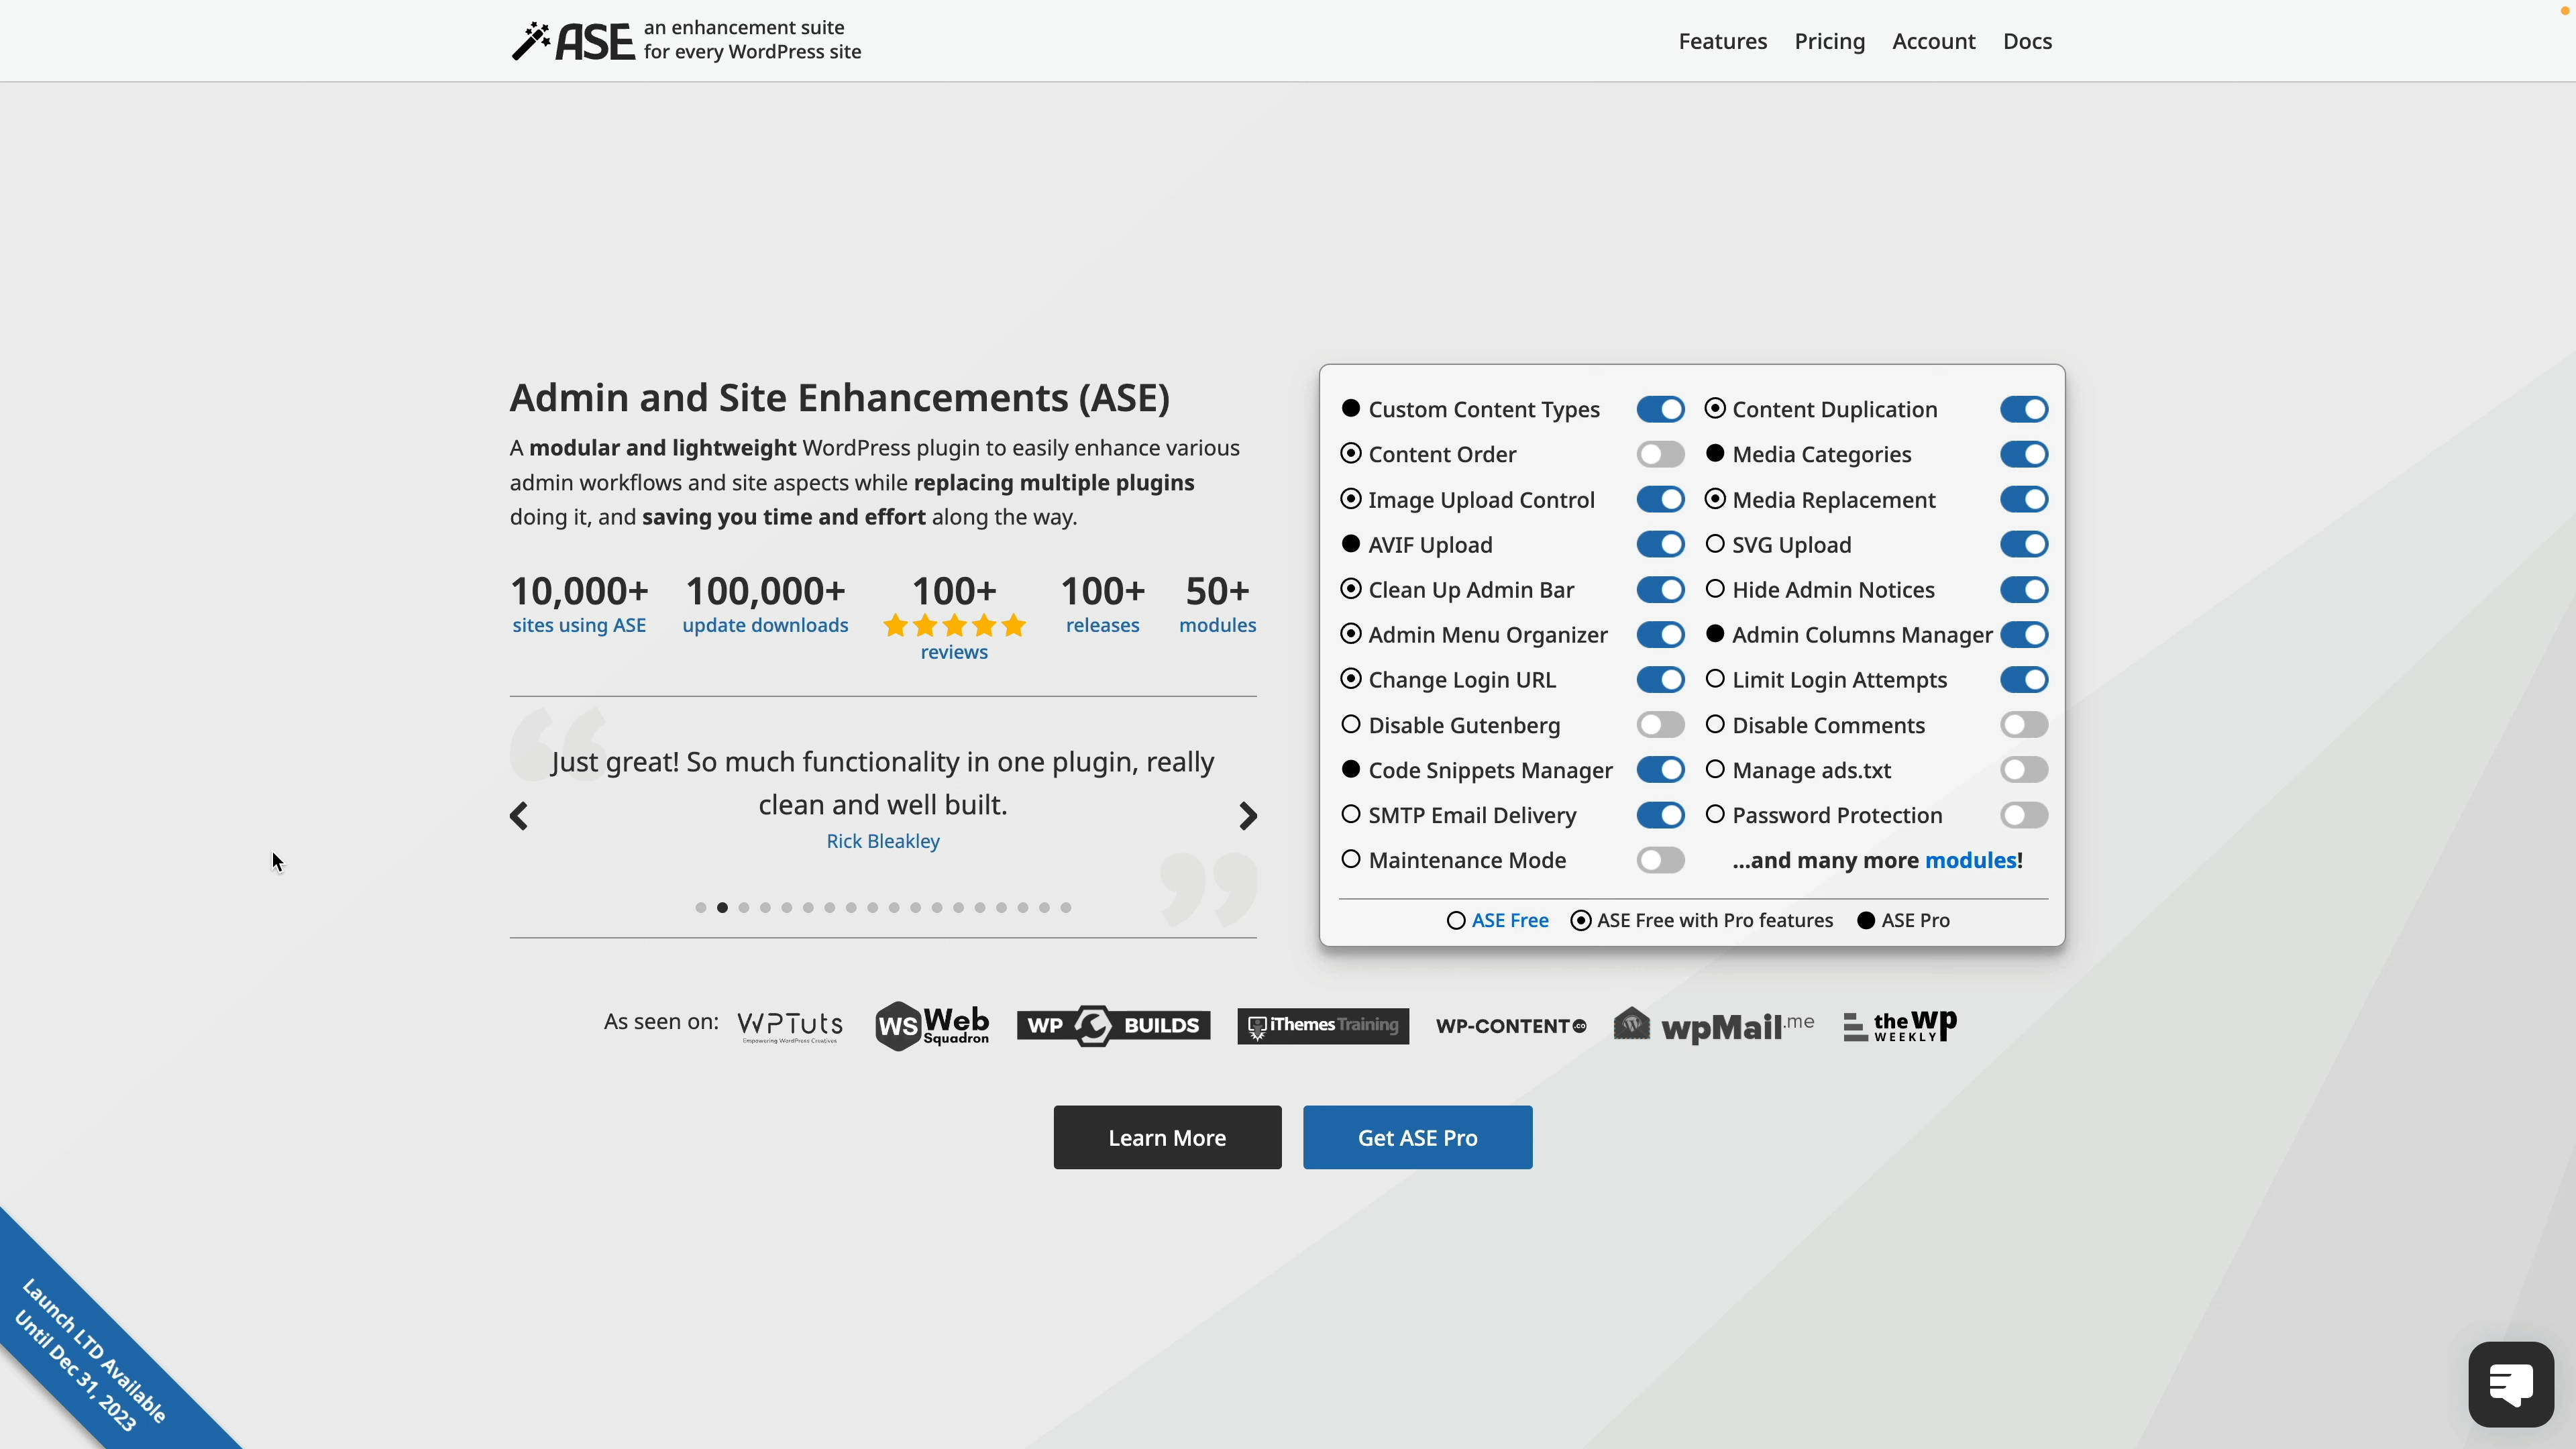 ASE
an enhancement suite
for every WordPress site
Features Pricing Account Docs
Admin and Site Enhancements (ASE)
A modular and lightweight WordPress plugin to easily enhance various
admin workflows and site aspects while replacing multiple plugins
doing it, and saving you time and effort along the way.
10,000+
sites using ASE
100,000+
update downloads
100+
reviews
100+
releases
50+
modules
Just great! So much functionality in one plugin, really
clean and well built.
Rick Bleakley
Custom Content Types
Content Duplication
Content Order
Media Categories
Image Upload Control
Media Replacement
AVIF Upload
SVG Upload
Clean Up Admin Bar
Hide Admin Notices
Admin Menu Organizer
Admin Columns Manager
Change Login URL
Limit Login Attempts
Disable Gutenberg
Disable Comments
Code Snippets Manager
Manage ads.txt
SMTP Email Delivery
Password Protection
Maintenance Mode
...and many more modules!
ASE Free ASE Free with Pro features ASE Pro
As seen on:
WPTuts
Empowering WordPress Creatives
WS Web
Squadron
WP BUILDS
iThemes Training
WP-CONTENT.CO
wpMail.me
the WP
WEEKLY
Learn More
Get ASE Pro
Launch LTD Available
Until Dec 31, 2023